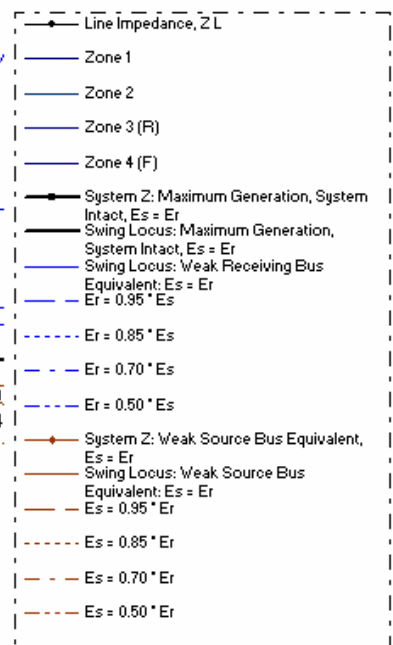 Line Impedance, Z L
Zone 1
Zone 2
Zone 3 (R)
Zone 4 (F)
System Z: Maximum Generation, System
Intact, Es = Er
Swing Locus: Maximum Generation,
System Intact, Es = Er
Swing Locus: Weak Receiving Bus
Equivalent: Es = Er
Er = 0.95 * Es
Er = 0.85 * Es
Er = 0.70 * Es
Er = 0.50 * Es
System Z: Weak Source Bus Equivalent,
Es = Er
Swing Locus: Weak Source Bus
Equivalent: Es = Er
Es = 0.95 * Er
Es = 0.85 * Er
Es = 0.70 * Er
Es = 0.50 * Er